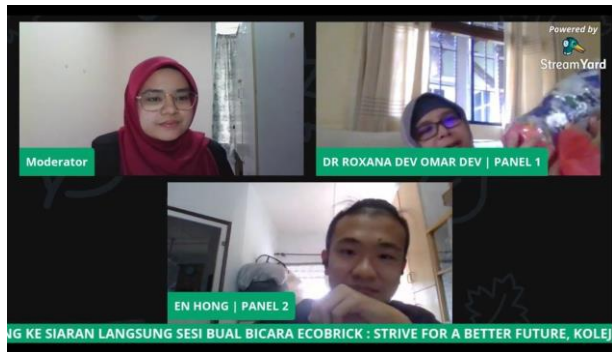 Powered by
StreamYard
Moderator
DR ROXANA DEV OMAR DEV | PANEL 1
EN HONG | PANEL 2
NG KE SIARAN LANGSUNG SESI BUAL BICARA ECOBRICK : STRIVE FOR A BETTER FUTURE, KOLEJ